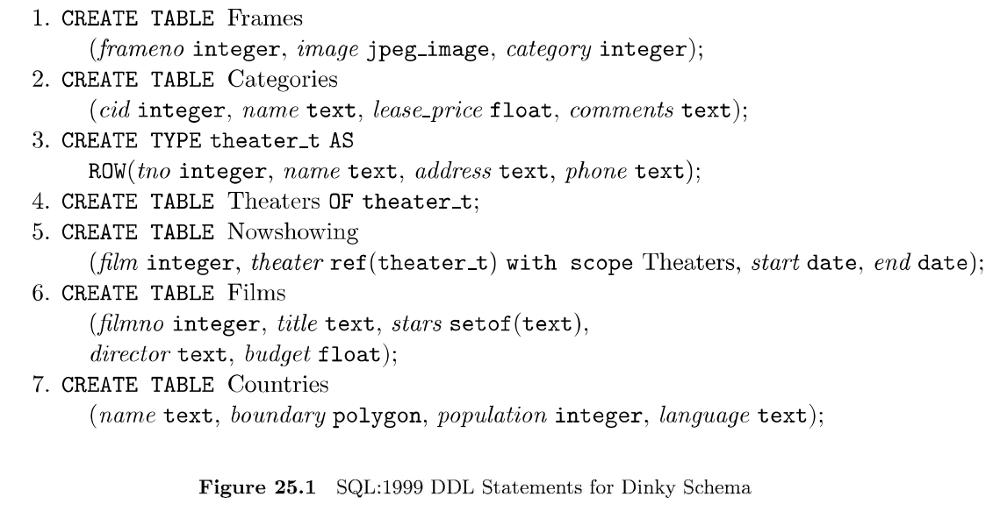 1. CREATE TABLE Frames
(frameno integer, image jpeg_image, category integer);
2. CREATE TABLE Categories
(cid integer, name text, lease_price float, comments text);
3. CREATE TYPE theater_t AS
ROW(tno integer, name text, address text, phone text);
4. CREATE TABLE Theaters OF theater_t;
5. CREATE TABLE Nowshowing
(film integer, theater ref(theater_t) with scope Theaters, start date, end date);
6. CREATE TABLE Films
(filmno integer, title text, stars setof(text),
director text, budget float);
7. CREATE TABLE Countries
(name text, boundary polygon, population integer, language text);
Figure 25.1 SQL:1999 DDL Statements for Dinky Schema